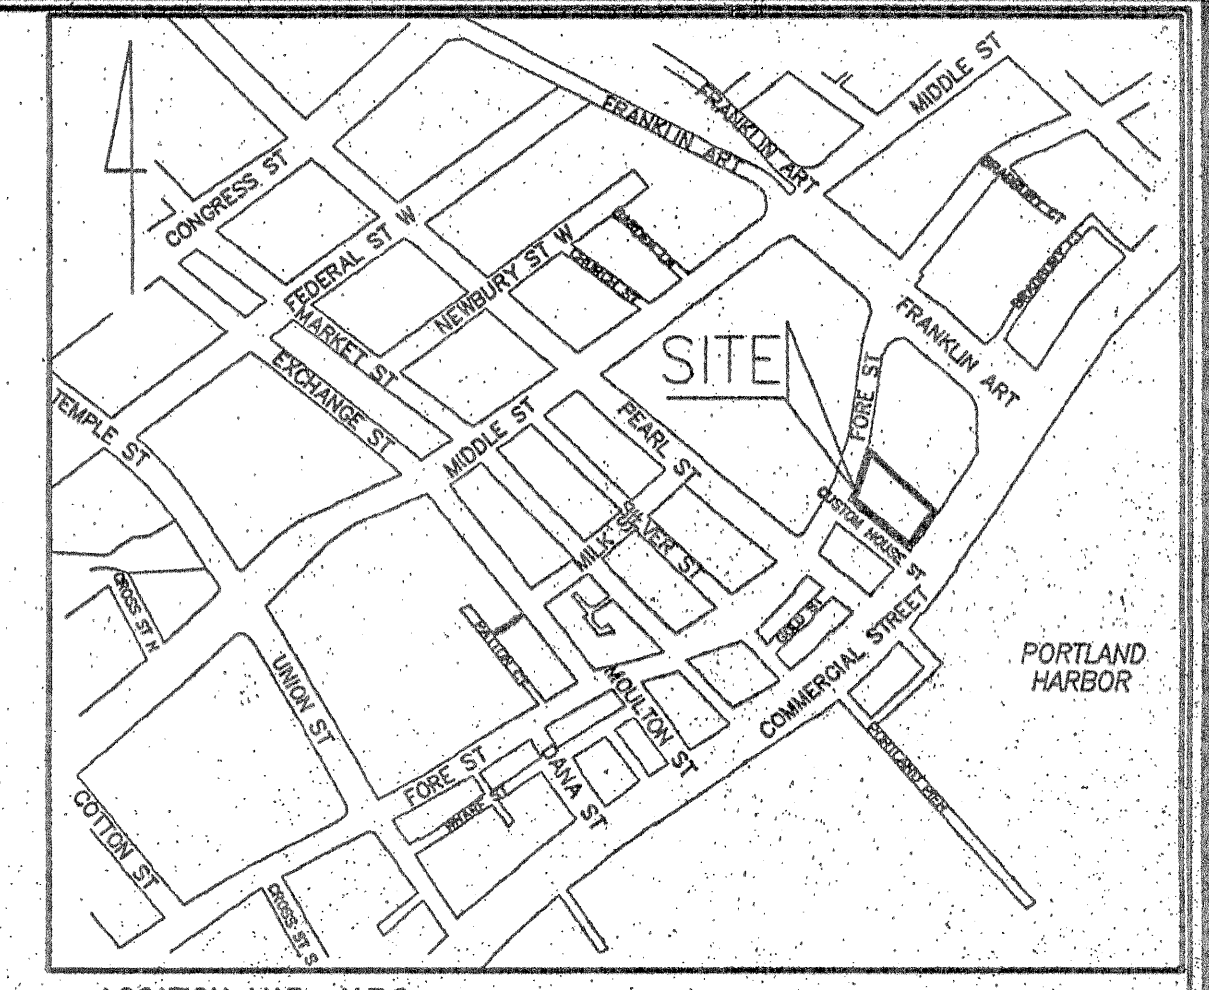 MIDDLE ST
FRANKLIN ART
FRANKLIN ART
CONGRESS ST
BRADBURY CT
FEDERAL ST W
NEWBURY ST W
CHURCH ST
MARKET ST
EXCHANGE ST
FRANKLIN ART
SITE
FORE ST
TEMPLE ST
MIDDLE ST
PEARL ST
CUSTOM HOUSE ST
SILVER ST
MILK ST
CROSS ST N
GOLD ST
COMMERCIAL STREET
PORTLAND
HARBOR
UNION ST
MOULTON ST
PORTLAND PIER
FORE ST
DANA ST
WHARF ST
COTTON ST
CROSS ST S